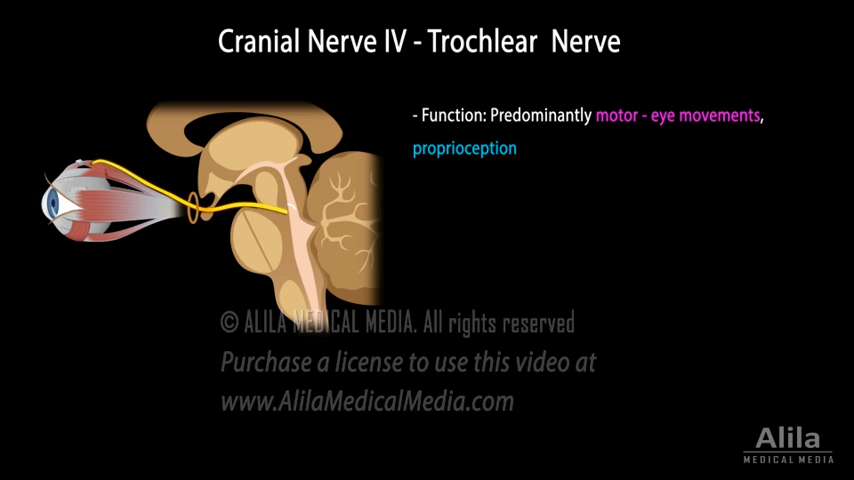 Cranial Nerve IV - Trochlear Nerve
- Function: Predominantly motor - eye movements,
proprioception
© ALILA MEDICAL MEDIA. All rights reserved
Purchase a license to use this video at
www.AlilaMedicalMedia.com
Alila
MEDICAL MEDIA